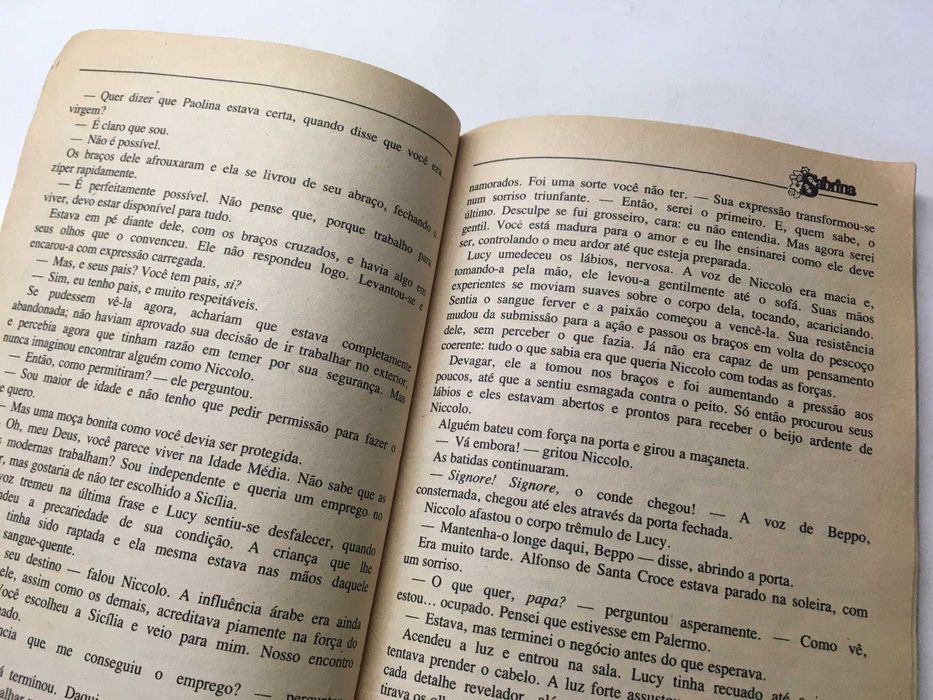 — Quer dizer que Paolina estava certa, quando disse que você era...
virgem?
— É claro que sou.
— Não é possível.
Os braços dele afrouxaram e ela se livrou de seu abraço, fechando o
zíper rapidamente.
— É perfeitamente possível. Não pense que, porque trabalho para
viver, devo estar disponível para tudo.
Estava em pé diante dele, com os braços cruzados, e havia algo em
seus olhos que o convenceu. Ele não respondeu logo. Levantou-se e
encarou-a com expressão carregada.
— Mas, e seus pais? Você tem pais, sí?
— Sim, eu tenho pais, e muito respeitáveis.
Se pudessem vê-la agora, achariam que estava completamente
abandonada; não haviam aprovado sua decisão de ir trabalhar no exterior,
e percebia agora que tinham razão em temer por sua segurança. Mas
nunca imaginou encontrar alguém como Niccolo.
— Então, como permitiram? — ele perguntou.
— Sou maior de idade e não tenho que pedir permissão para fazer o
e quero.
— Mas uma moça bonita como você devia ser protegida.
— Oh, meu Deus, você parece viver na Idade Média. Não sabe que as
s modernas trabalham? Sou independente e queria um emprego no
r, mas gostaria de não ter escolhido a Sicília.
voz tremeu na última frase e Lucy sentiu-se desfalecer, quando
ndeu a precariedade de sua condição. A criança que lhe
tinha sido raptada e ela mesma estava nas mãos daquele
sangue-quente.
seu destino — falou Niccolo. A influência árabe era ainda
ele, assim como os demais, acreditava piamente na força do
Você escolheu a Sicília e veio para mim. Nosso encontro
ado.
ência que me conseguiu o emprego? — pergunto
á terminou. Daqui
alhar
Sabrina
namorados. Foi uma sorte você não ter. — Sua expressão transformou-se
num sorriso triunfante. — Então, serei o primeiro. E, quem sabe, o
último. Desculpe se fui grosseiro, cara: eu não entendia. Mas agora serei
gentil. Você está madura para o amor e eu lhe ensinarei como ele deve
ser, controlando o meu ardor até que esteja preparada.
Lucy umedeceu os lábios, nervosa. A voz de Niccolo era macia e,
tomando-a pela mão, ele levou-a gentilmente até o sofá. Suas mãos
experientes se moviam suaves sobre o corpo dela, tocando, acariciando.
Sentia o sangue ferver e a paixão começou a vencê-la. Sua resistência
mudou da submissão para a ação e passou os braços em volta do pescoço
dele, sem perceber o que fazia. Já não era capaz de um pensamento
coerente: tudo o que sabia era que queria Niccolo com todas as forças.
Devagar, ele a tomou nos braços e foi aumentando a pressão aos
poucos, até que a sentiu esmagada contra o peito. Só então procurou seus
lábios e eles estavam abertos e prontos para receber o beijo ardente de
Niccolo.
Alguém bateu com força na porta e girou a maçaneta.
— Vá embora! — gritou Niccolo.
As batidas continuaram.
— Signore! Signore, o conde chegou! — A voz de Beppo,
consternada, chegou até eles através da porta fechada.
Niccolo afastou o corpo trêmulo de Lucy.
— Mantenha-o longe daqui, Beppo — disse, abrindo a porta.
Era muito tarde. Alfonso de Santa Croce estava parado na soleira, com
um sorriso.
— O que quer, papa? — perguntou asperamente. — Como vê,
estou... ocupado. Pensei que estivesse em Palermo.
— Estava, mas terminei o negócio antes do que esperava.
Acendeu a luz e entrou na sala. Lucy tinha recuado até
tentava prender o cabelo. A luz forte
cada detalhe revelador,
tirava os